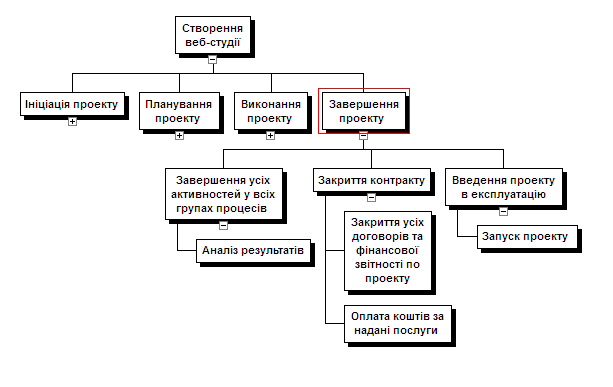 Створення
веб-студії
Ініціація проекту
Планування
проекту
Виконання
проекту
Завершення
проекту
Завершення усіх
активностей у всіх
групах процесів
Закриття контракту
Введення проекту
в експлуатацію
Аналіз результатів
Закриття усіх
договорів та
фінансової
звітності по
проекту
Запуск проекту
Оплата коштів за
надані послуги